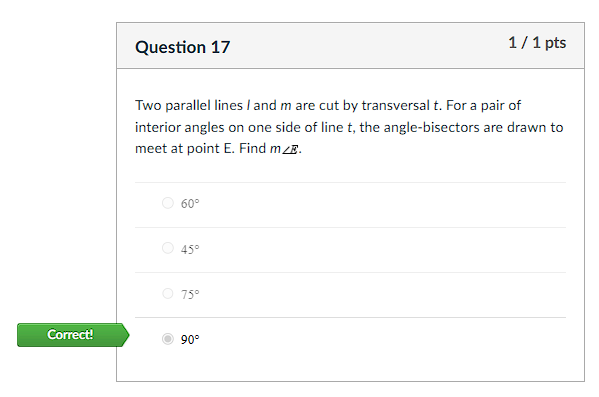 Question 17
1 / 1 pts
Two parallel lines l and m are cut by transversal t. For a pair of
interior angles on one side of line t, the angle-bisectors are drawn to
meet at point E. Find m∠E.
60°
45°
75°
Correct!
90°